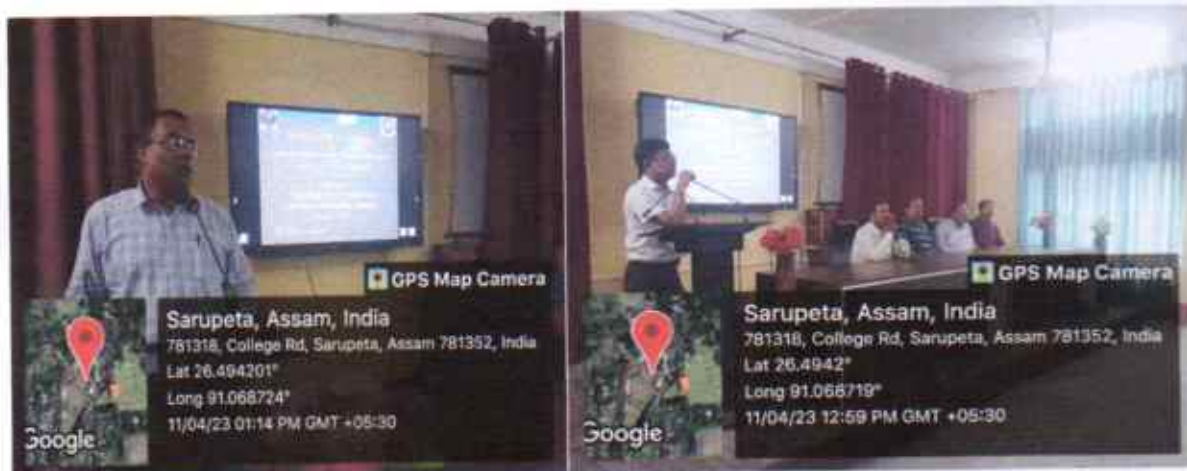 GPS Map Camera
Sarupeta, Assam, India
781318, College Rd, Sarupeta, Assam 781352, India
Lat 26.494201°
Long 91.068724°
11/04/23 01:14 PM GMT +05:30
Google
GPS Map Camera
Sarupeta, Assam, India
781318, College Rd, Sarupeta, Assam 781352, India
Lat 26.4942°
Long 91.068719°
11/04/23 12:59 PM GMT +05:30
Google